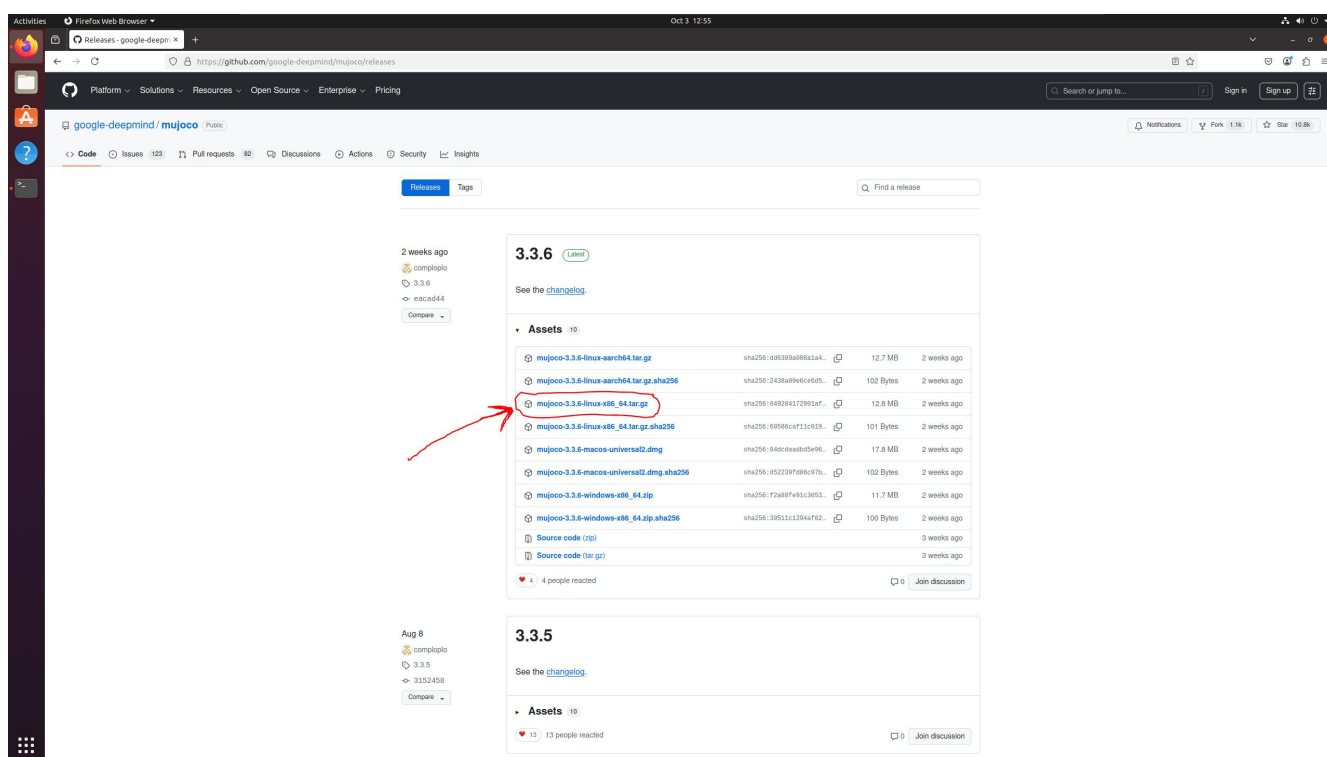 Activities Firefox Web Browser Oct 3 12:55
Releases · google-deepm
https://github.com/google-deepmind/mujoco/releases
Platform Solutions Resources Open Source Enterprise Pricing Search or jump to... / Sign in Sign up
google-deepmind / mujoco Public Notifications Fork 1.1k Star 10.8k
Code Issues 123 Pull requests 82 Discussions Actions Security Insights
Releases Tags Find a release
2 weeks ago
complopio
3.3.6
eacad44
Compare
3.3.6 Latest
See the changelog.
Assets 10
mujoco-3.3.6-linux-aarch64.tar.gz 12.7 MB 2 weeks ago
mujoco-3.3.6-linux-aarch64.tar.gz.sha256 102 Bytes 2 weeks ago
mujoco-3.3.6-linux-x86_64.tar.gz 12.8 MB 2 weeks ago
mujoco-3.3.6-linux-x86_64.tar.gz.sha256 101 Bytes 2 weeks ago
mujoco-3.3.6-macos-universal2.dmg 17.8 MB 2 weeks ago
mujoco-3.3.6-macos-universal2.dmg.sha256 102 Bytes 2 weeks ago
mujoco-3.3.6-windows-x86_64.zip 11.7 MB 2 weeks ago
mujoco-3.3.6-windows-x86_64.zip.sha256 100 Bytes 2 weeks ago
Source code (zip) 3 weeks ago
Source code (tar.gz) 3 weeks ago
4 4 people reacted 0 Join discussion
Aug 8
complopio
3.3.5
3152458
Compare
3.3.5
See the changelog.
Assets 10
13 13 people reacted 0 Join discussion